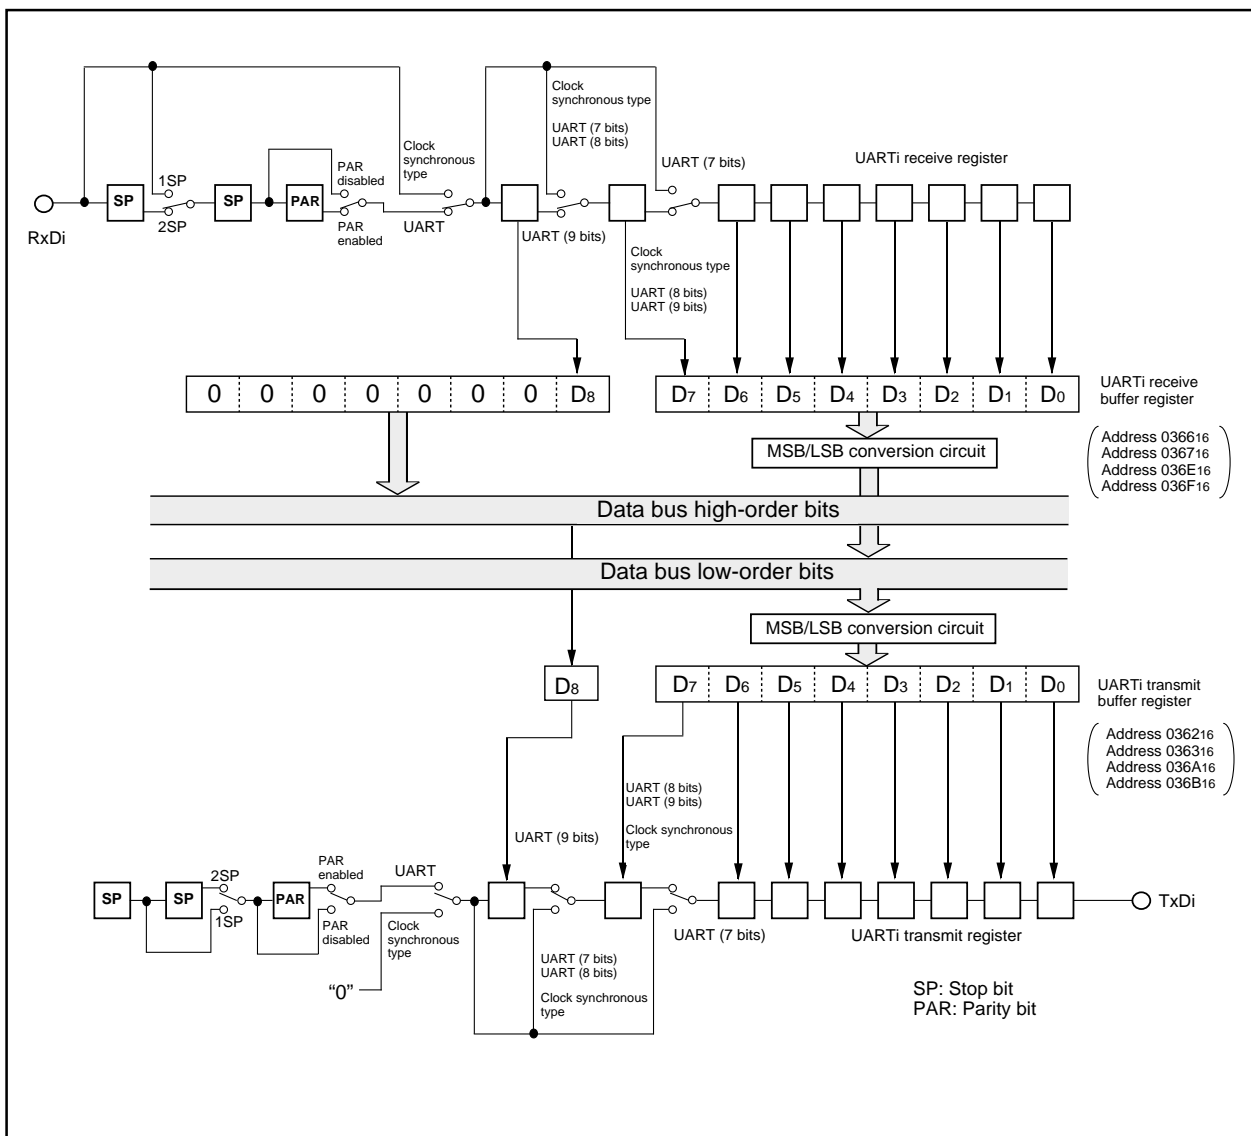 Clock
synchronous type
UART (7 bits)
UART (8 bits)
Clock
synchronous
type
UART (7 bits)
UARTi receive register
PAR
disabled
1SP
SP
SP
PAR
2SP
PAR
enabled
UART
UART (9 bits)
RxDi
Clock
synchronous type
UART (8 bits)
UART (9 bits)
0 0 0 0 0 0 0 D8
D7 D6 D5 D4 D3 D2 D1 D0
UARTi receive
buffer register
MSB/LSB conversion circuit
Address 036616
Address 036716
Address 036E16
Address 036F16
Data bus high-order bits
Data bus low-order bits
MSB/LSB conversion circuit
D8
D7 D6 D5 D4 D3 D2 D1 D0
UARTi transmit
buffer register
Address 036216
Address 036316
Address 036A16
Address 036B16
UART (8 bits)
UART (9 bits)
Clock synchronous
type
UART (9 bits)
PAR
enabled
UART
2SP
SP
SP
PAR
TxDi
1SP
PAR
disabled
Clock
synchronous
type
UART (7 bits)
UARTi transmit register
UART (7 bits)
UART (8 bits)
Clock synchronous
type
“0”
SP: Stop bit
PAR: Parity bit